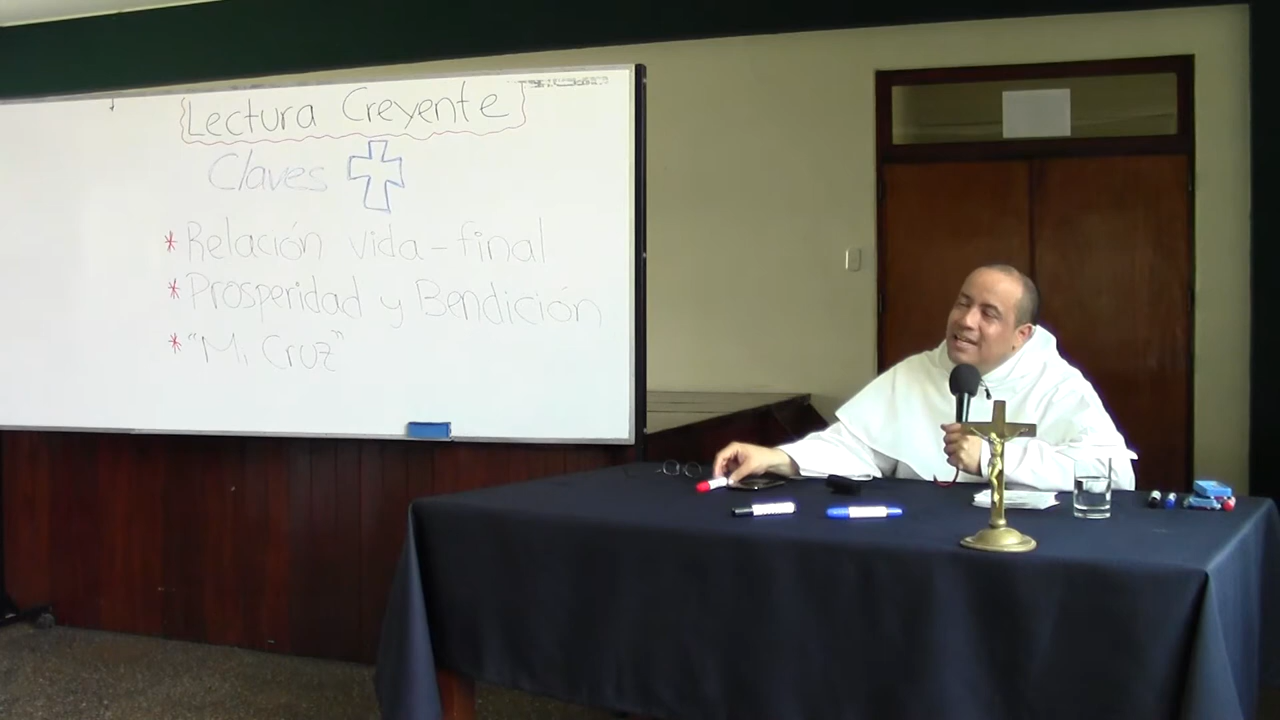 Lectura Creyente
Claves
* Relación vida - final
* Prosperidad y Bendición
* "Mi Cruz"